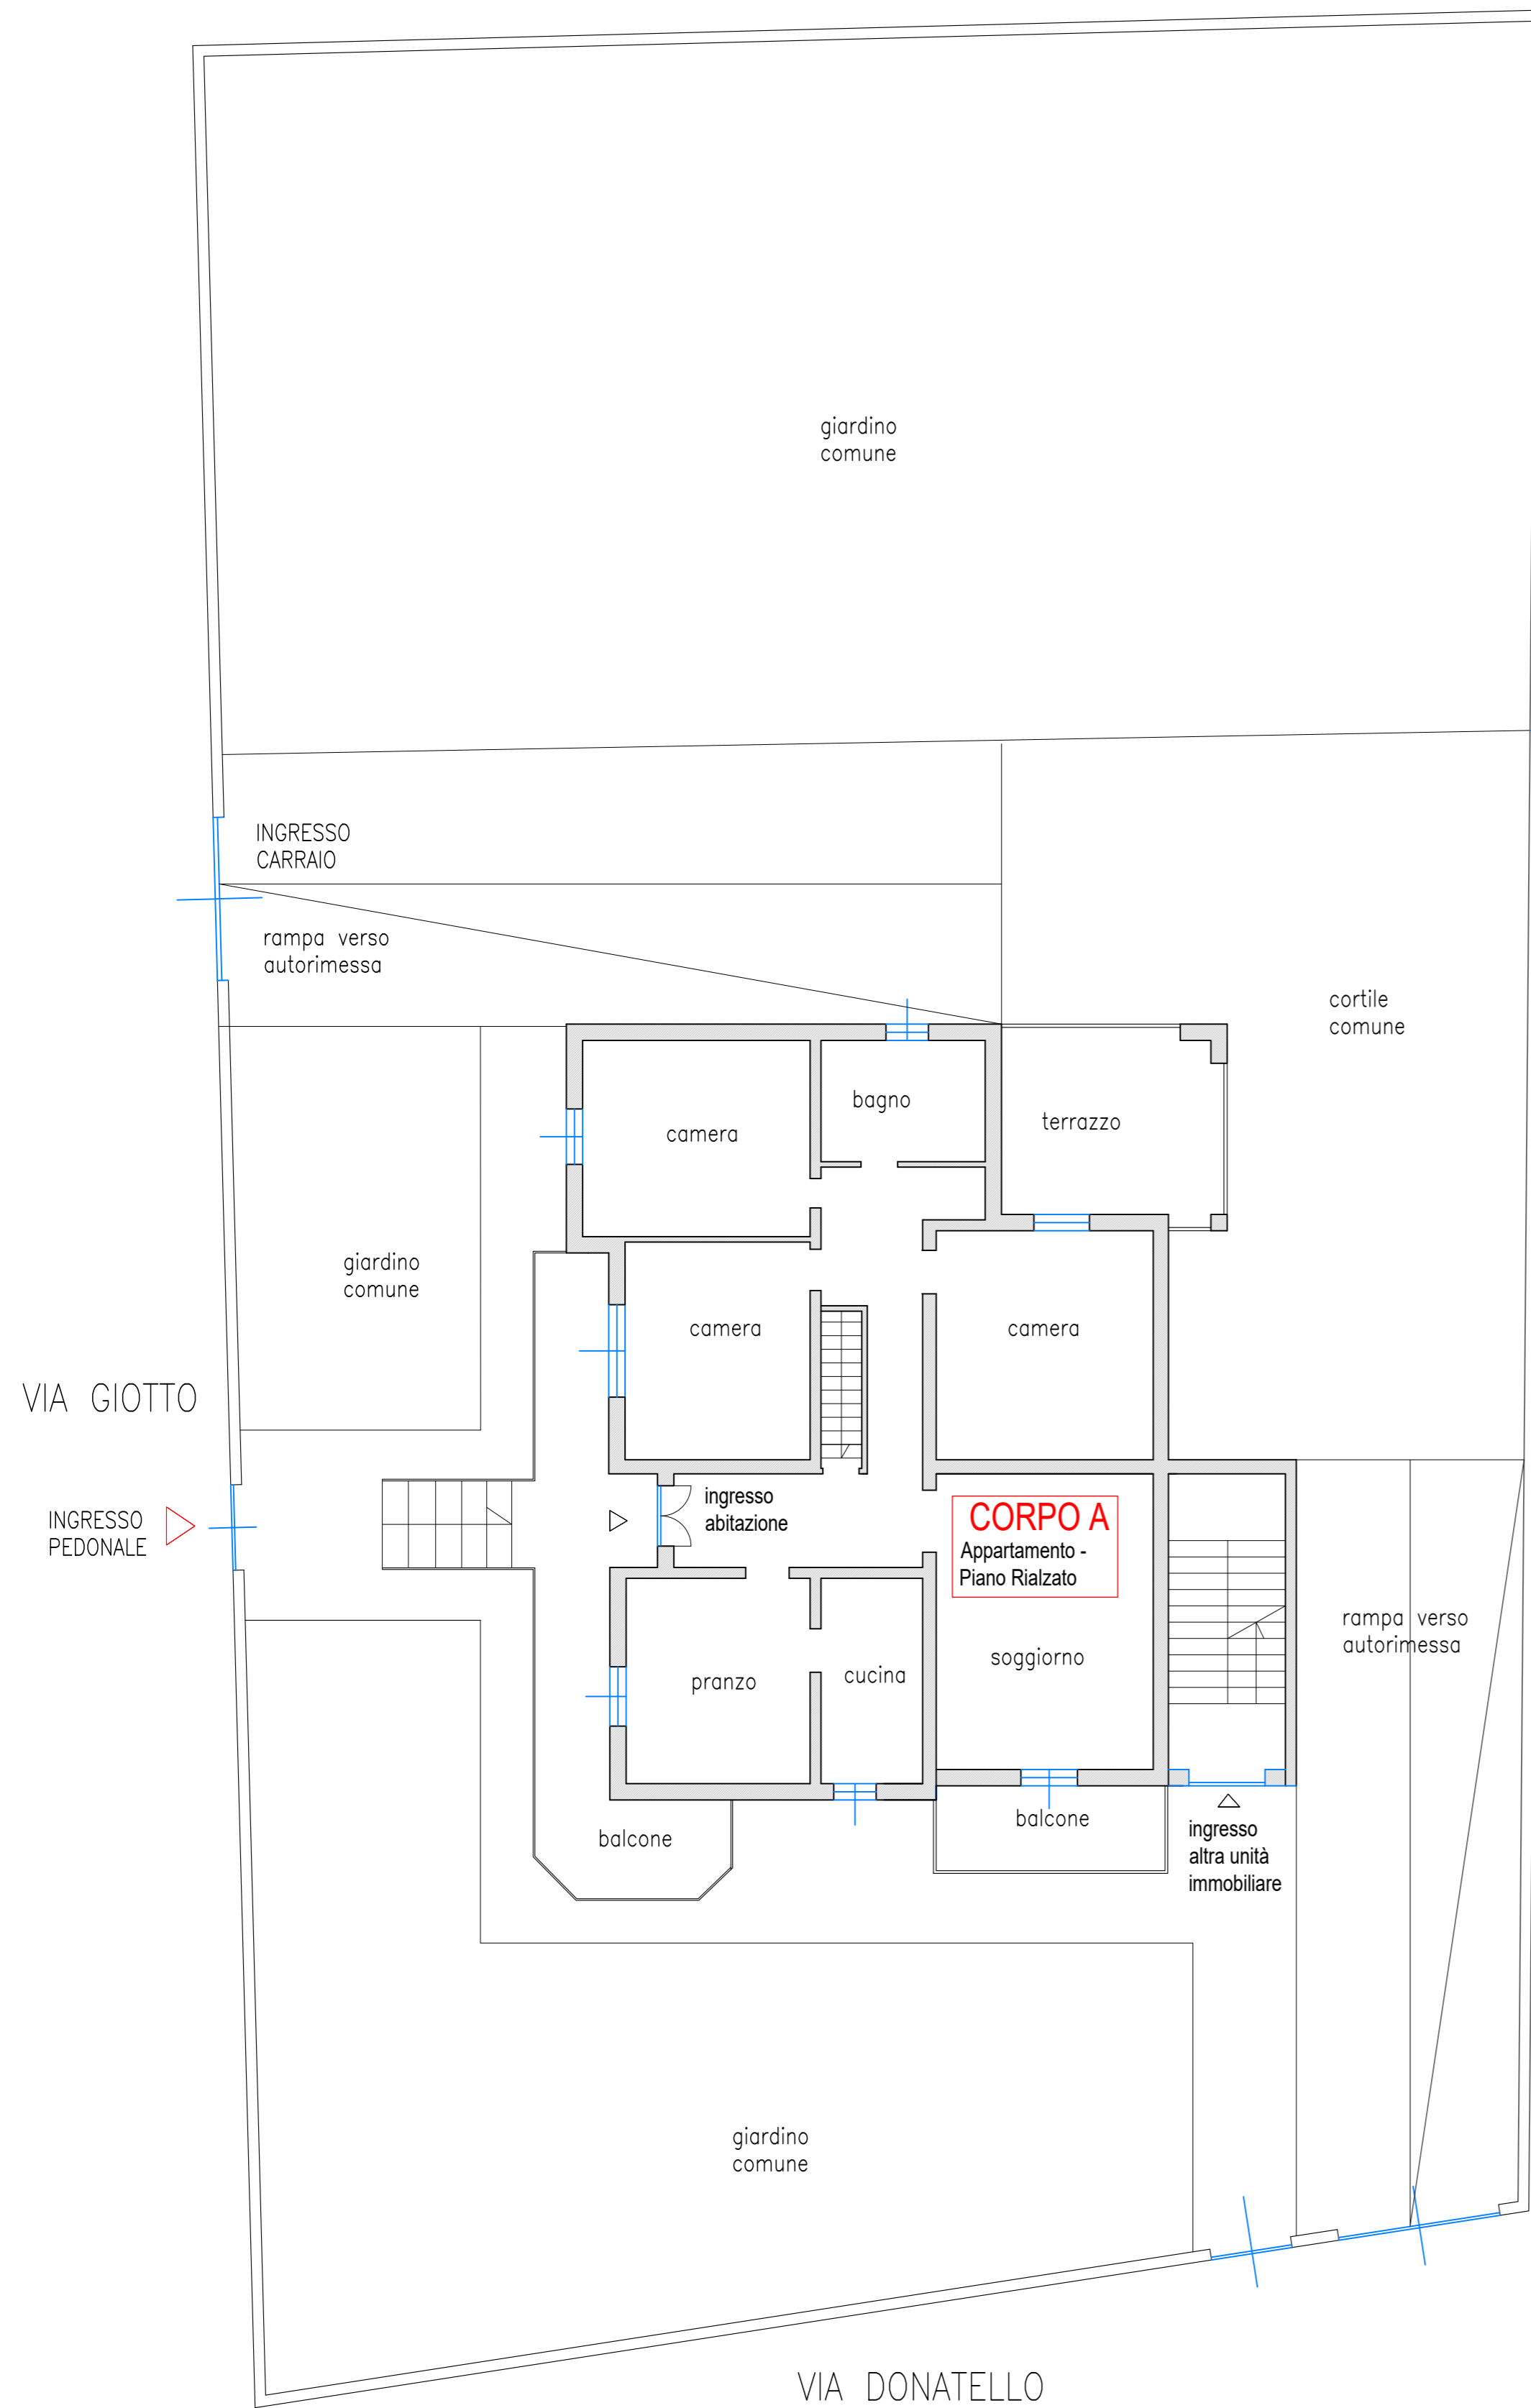 giardino
comune
INGRESSO
CARRAIO
rampa verso
autorimessa
cortile
comune
bagno
terrazzo
camera
giardino
comune
camera
camera
VIA GIOTTO
INGRESSO
PEDONALE
ingresso
abitazione
CORPO A
Appartamento -
Piano Rialzato
rampa verso
autorimessa
soggiorno
cucina
pranzo
balcone
balcone
ingresso
altra unità
immobiliare
giardino
comune
VIA DONATELLO